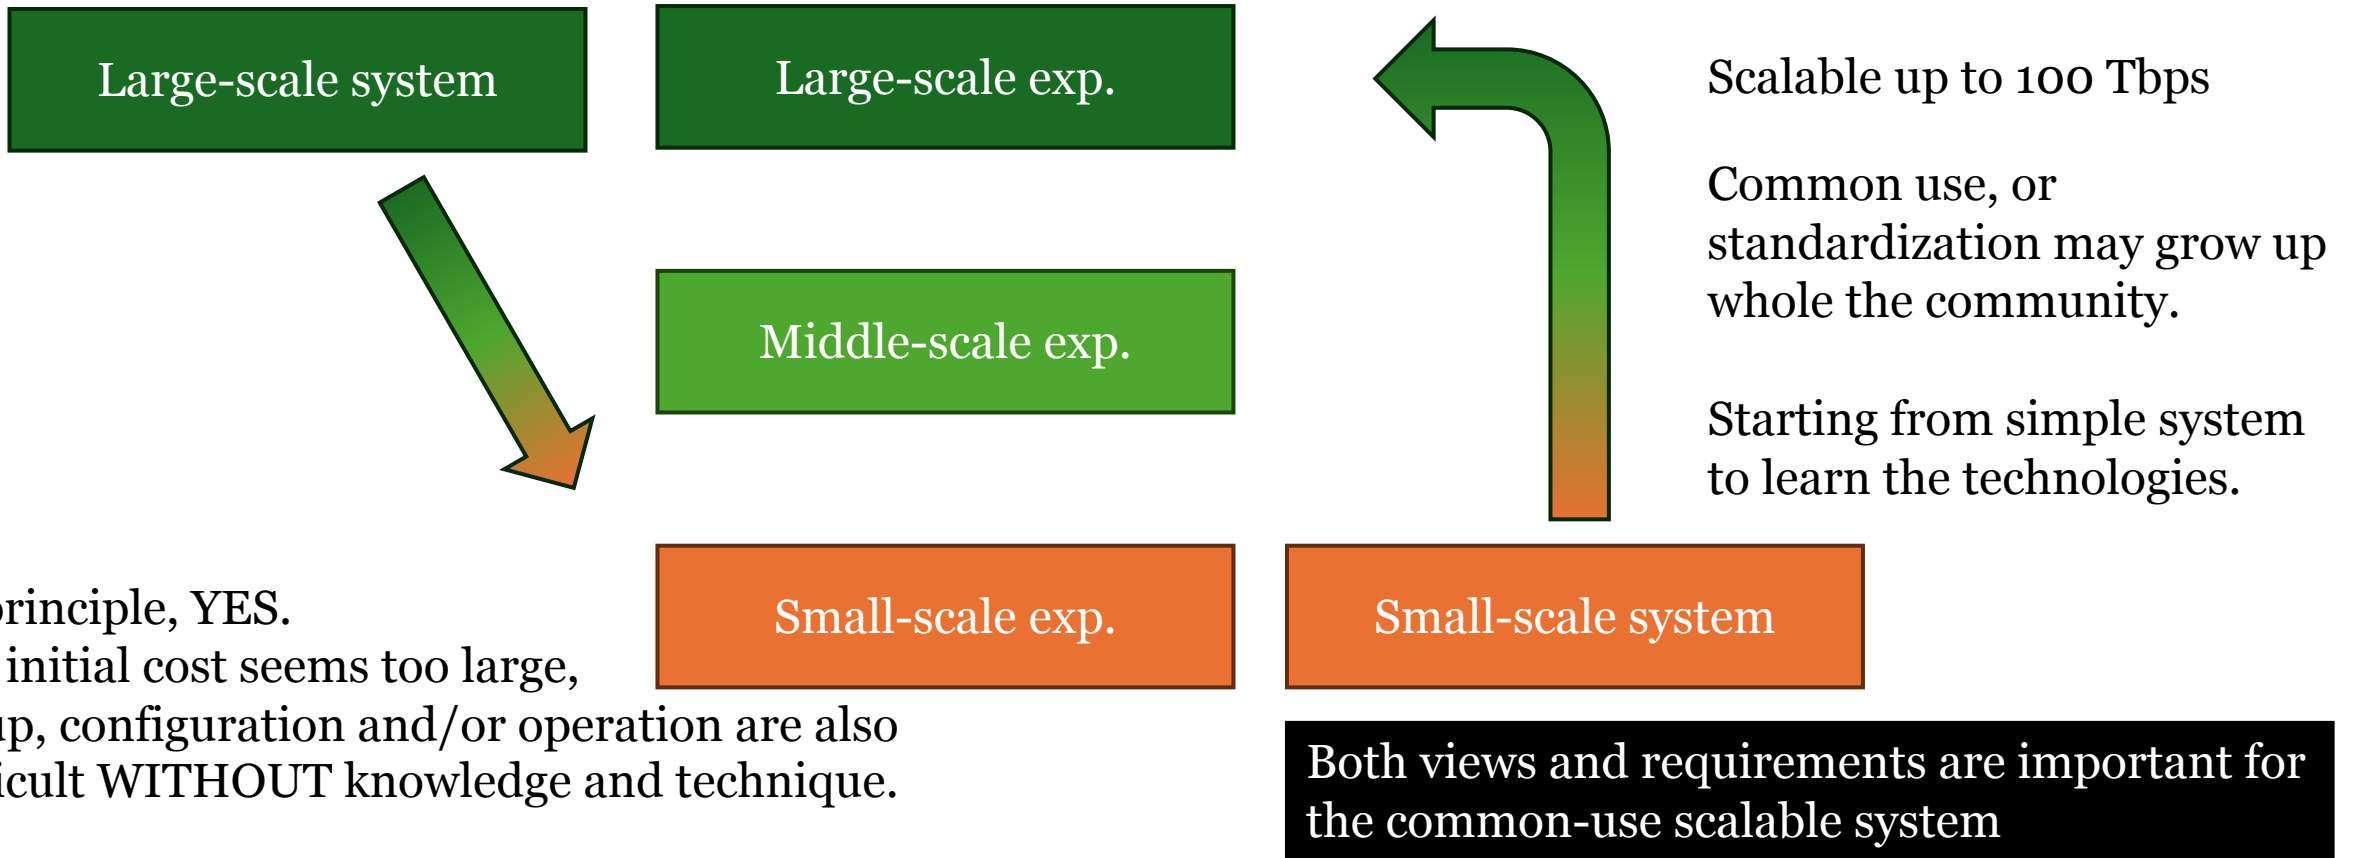 Large-scale system
Large-scale exp.
Scalable up to 100 Tbps
Common use, or
standardization may grow up
whole the community.
Middle-scale exp.
Starting from simple system
to learn the technologies.
Small-scale exp.
Small-scale system
principle, YES.
initial cost seems too large,
up, configuration and/or operation are also
icult WITHOUT knowledge and technique.
Both views and requirements are important for
the common-use scalable system